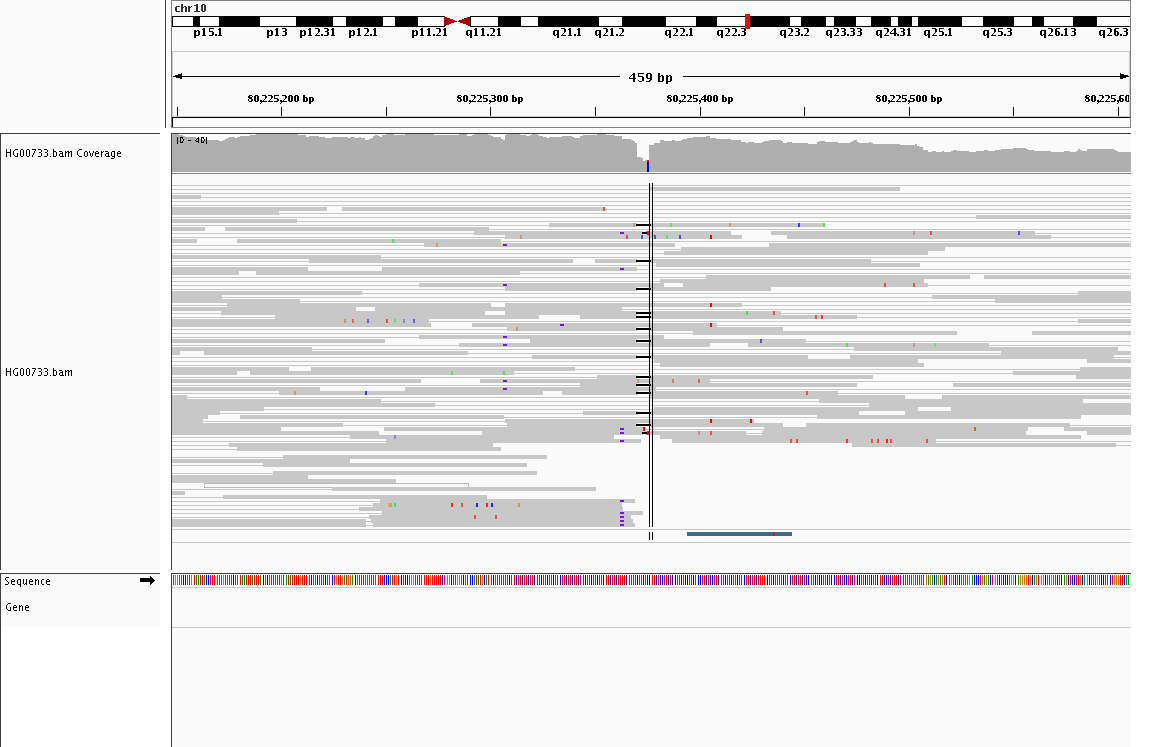 chr10
p15.1 p13 p12.31 p12.1 p11.21 q11.21 q21.1 q21.2 q22.1 q22.3 q23.2 q23.33 q24.31 q25.1 q25.3 q26.13 q26.3
459 bp
80,225,200 bp 80,225,300 bp 80,225,400 bp 80,225,500 bp 80,225,60
HG00733.bam Coverage
HG00733.bam
Sequence
Gene